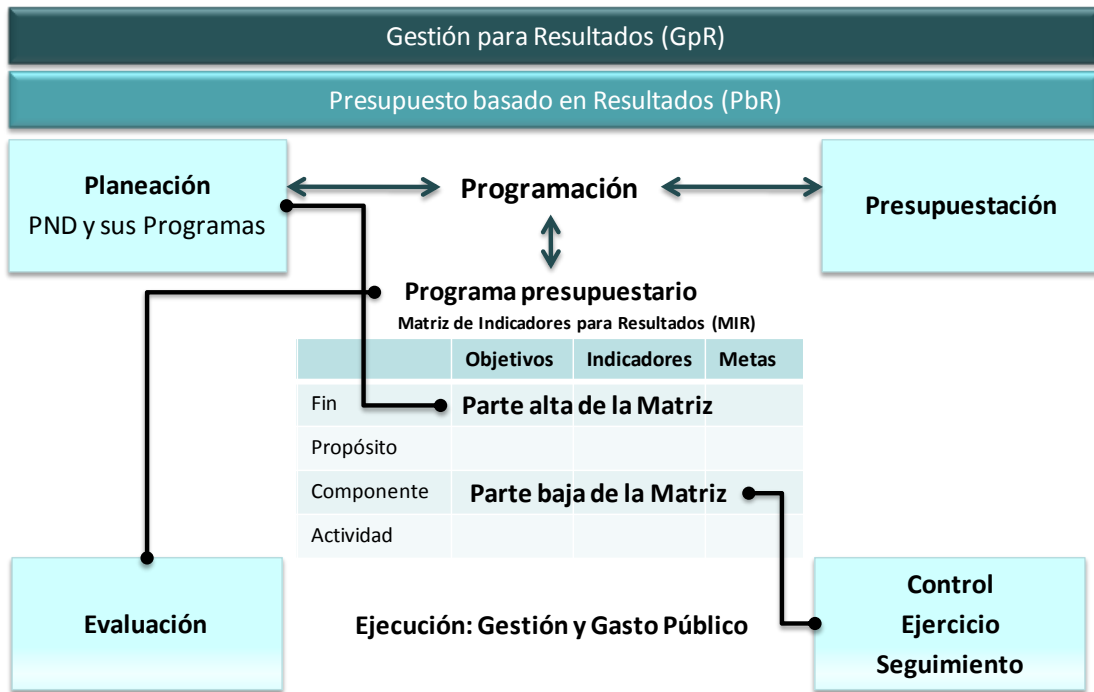 Gestión para Resultados (GpR)
Presupuesto basado en Resultados (PbR)
Planeación
PND y sus Programas
Programación
Presupuestación
Programa presupuestario
Matriz de Indicadores para Resultados (MIR)
Objetivos Indicadores Metas
Fin Parte alta de la Matriz
Propósito
Componente Parte baja de la Matriz
Actividad
Evaluación
Ejecución: Gestión y Gasto Público
Control
Ejercicio
Seguimiento